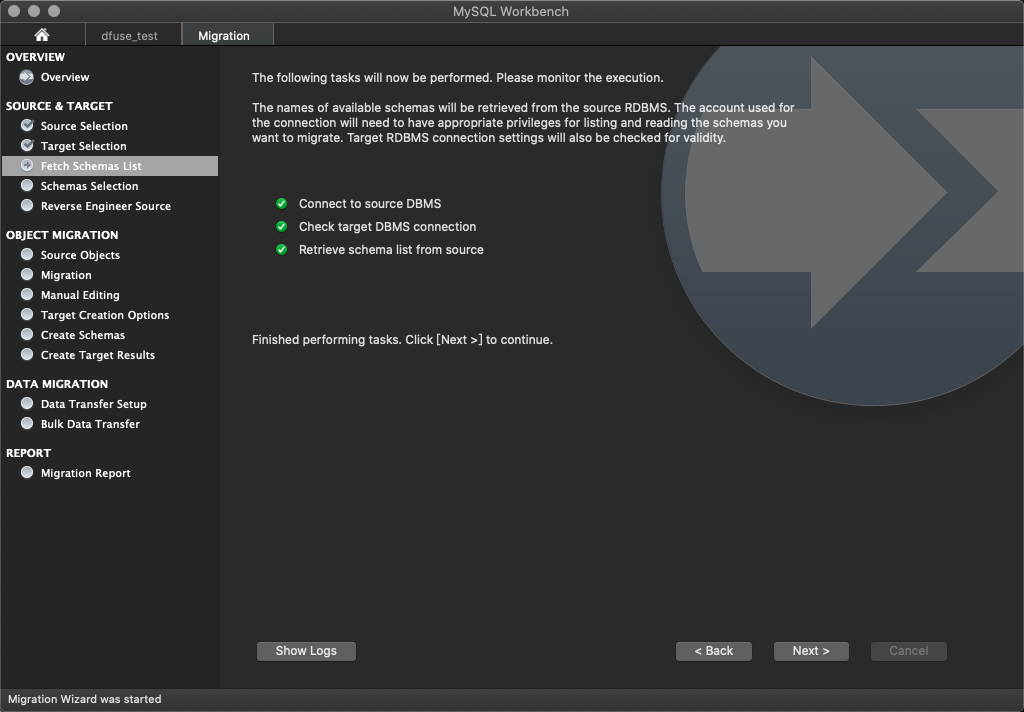 MySQL Workbench
dfuse_test
Migration
OVERVIEW
Overview
SOURCE & TARGET
Source Selection
Target Selection
Fetch Schemas List
Schemas Selection
Reverse Engineer Source
OBJECT MIGRATION
Source Objects
Migration
Manual Editing
Target Creation Options
Create Schemas
Create Target Results
DATA MIGRATION
Data Transfer Setup
Bulk Data Transfer
REPORT
Migration Report
The following tasks will now be performed. Please monitor the execution.
The names of available schemas will be retrieved from the source RDBMS. The account used for
the connection will need to have appropriate privileges for listing and reading the schemas you
want to migrate. Target RDBMS connection settings will also be checked for validity.
Connect to source DBMS
Check target DBMS connection
Retrieve schema list from source
Finished performing tasks. Click [Next >] to continue.
Show Logs
< Back
Next >
Cancel
Migration Wizard was started